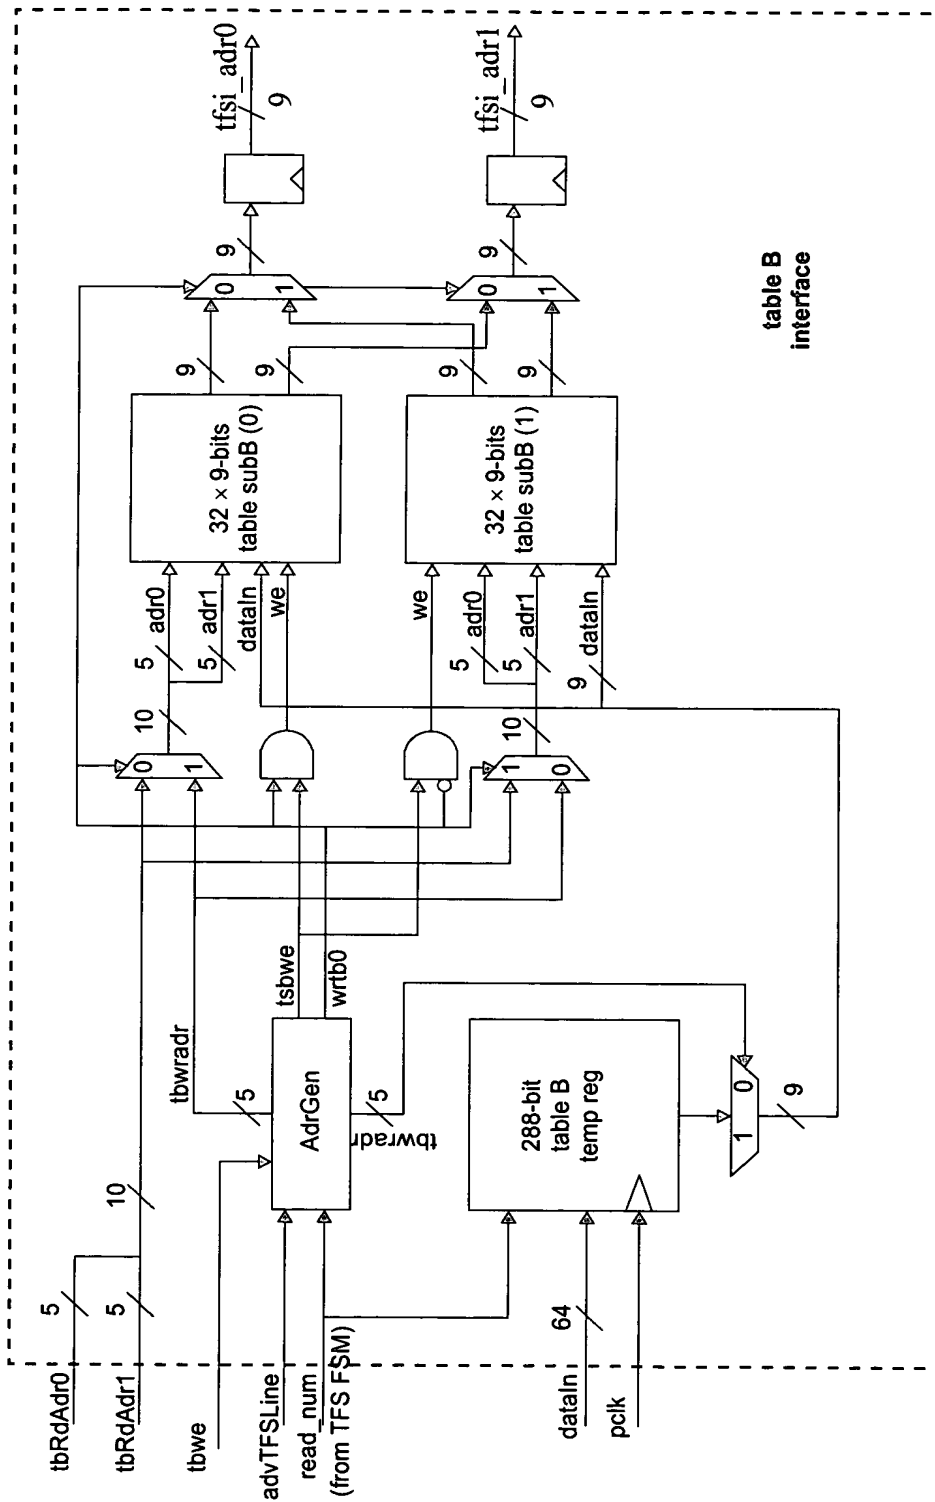 tbRdAdr0
5
tbRdAdr1
5
10
tbwe
advTFSLine
read_num
(from TFS FSM)
dataIn
64
pclk
tbwradr
5
AdrGen
tbwradr
5
tsbwe
wrtb0
288-bit
table B
temp reg
1
0
9
0
1
10
5
adr0
5
adr1
dataIn
we
32 × 9-bits
table subB (0)
9
9
we
5
adr0
5
adr1
9
dataIn
1
0
10
32 × 9-bits
table subB (1)
9
9
0
1
9
tfsi_adr0
9
0
1
9
tfsi_adr1
9
table B
interface